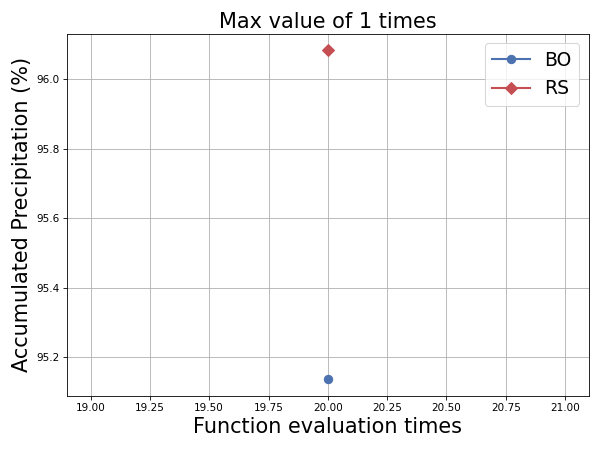 Max value of 1 times
Accumulated Precipitation (%)
96.0
95.8
95.6
95.4
95.2
BO
RS
19.00 19.25 19.50 19.75 20.00 20.25 20.50 20.75 21.00
Function evaluation times